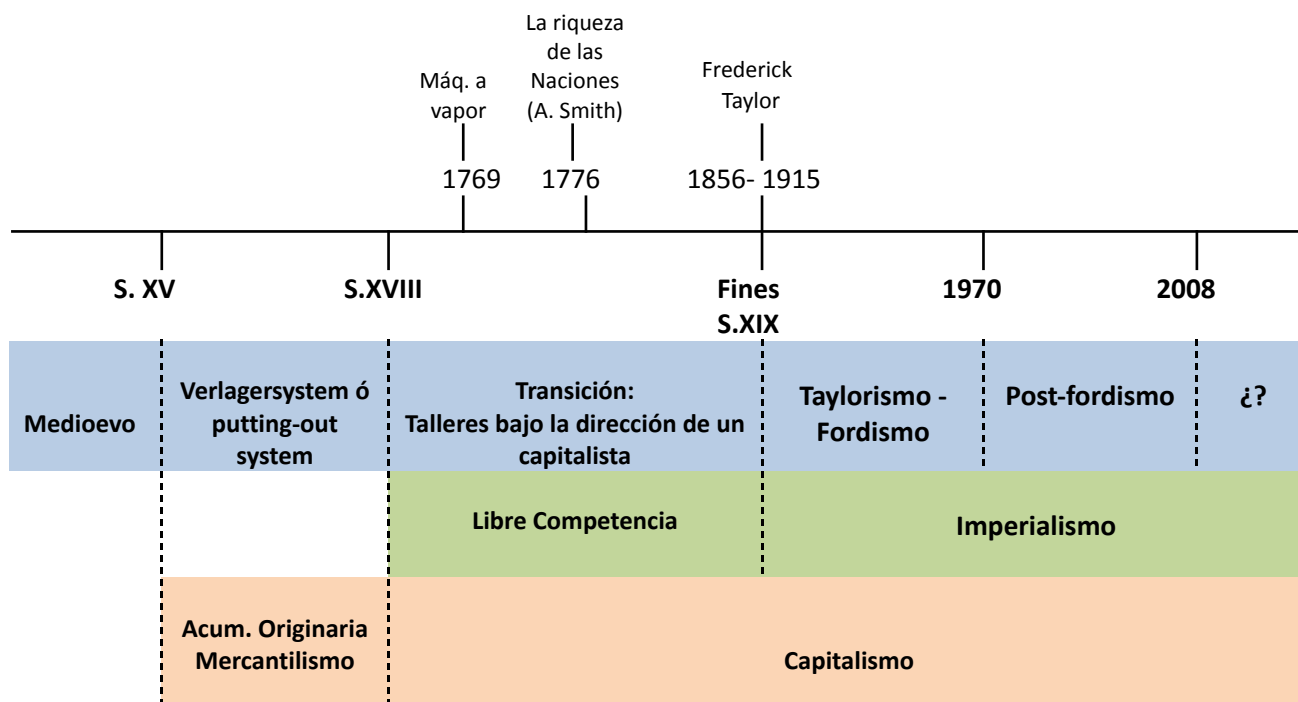 La riqueza
de las
Naciones
(A. Smith)
Máq. a
vapor
Frederick
Taylor
1769
1776
1856- 1915
S. XV
S.XVIII
Fines
S.XIX
1970
2008
Medioevo
Verlagersystem ó
putting-out
system
Transición:
Talleres bajo la dirección de un
capitalista
Taylorismo -
Fordismo
Post-fordismo
¿?
Libre Competencia
Imperialismo
Acum. Originaria
Mercantilismo
Capitalismo